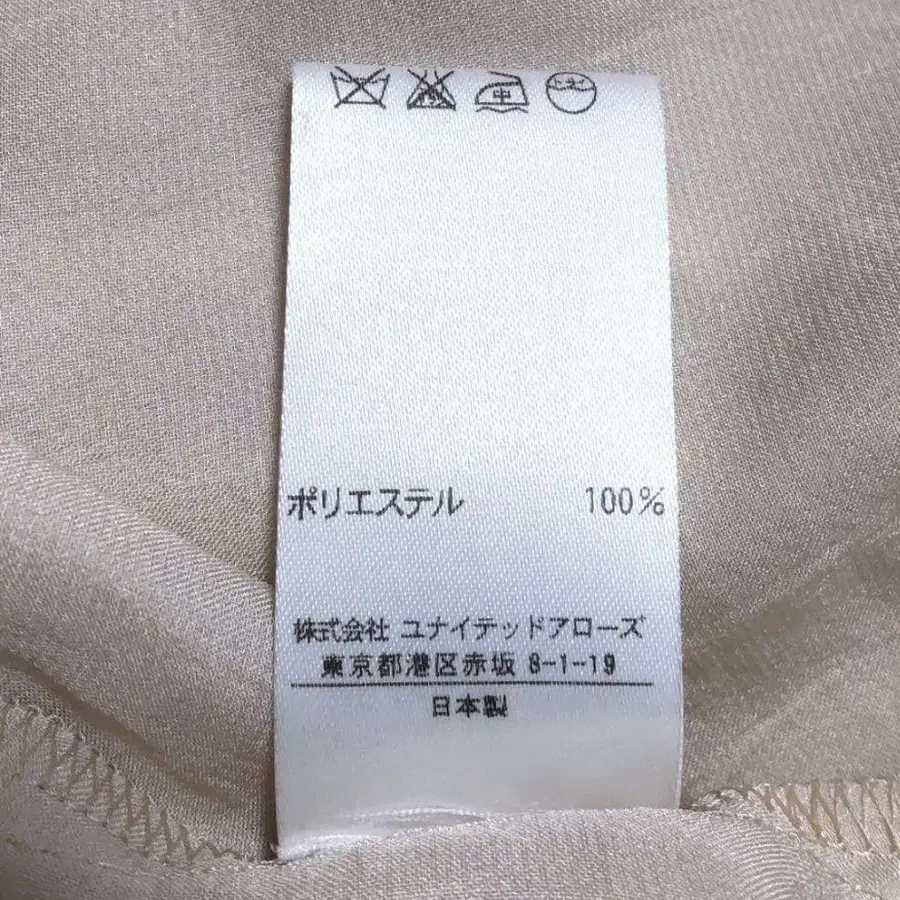 中
ポリエステル 100%
株式会社 ユナイテッドアローズ
東京都港区赤坂 8-1-19
日本製